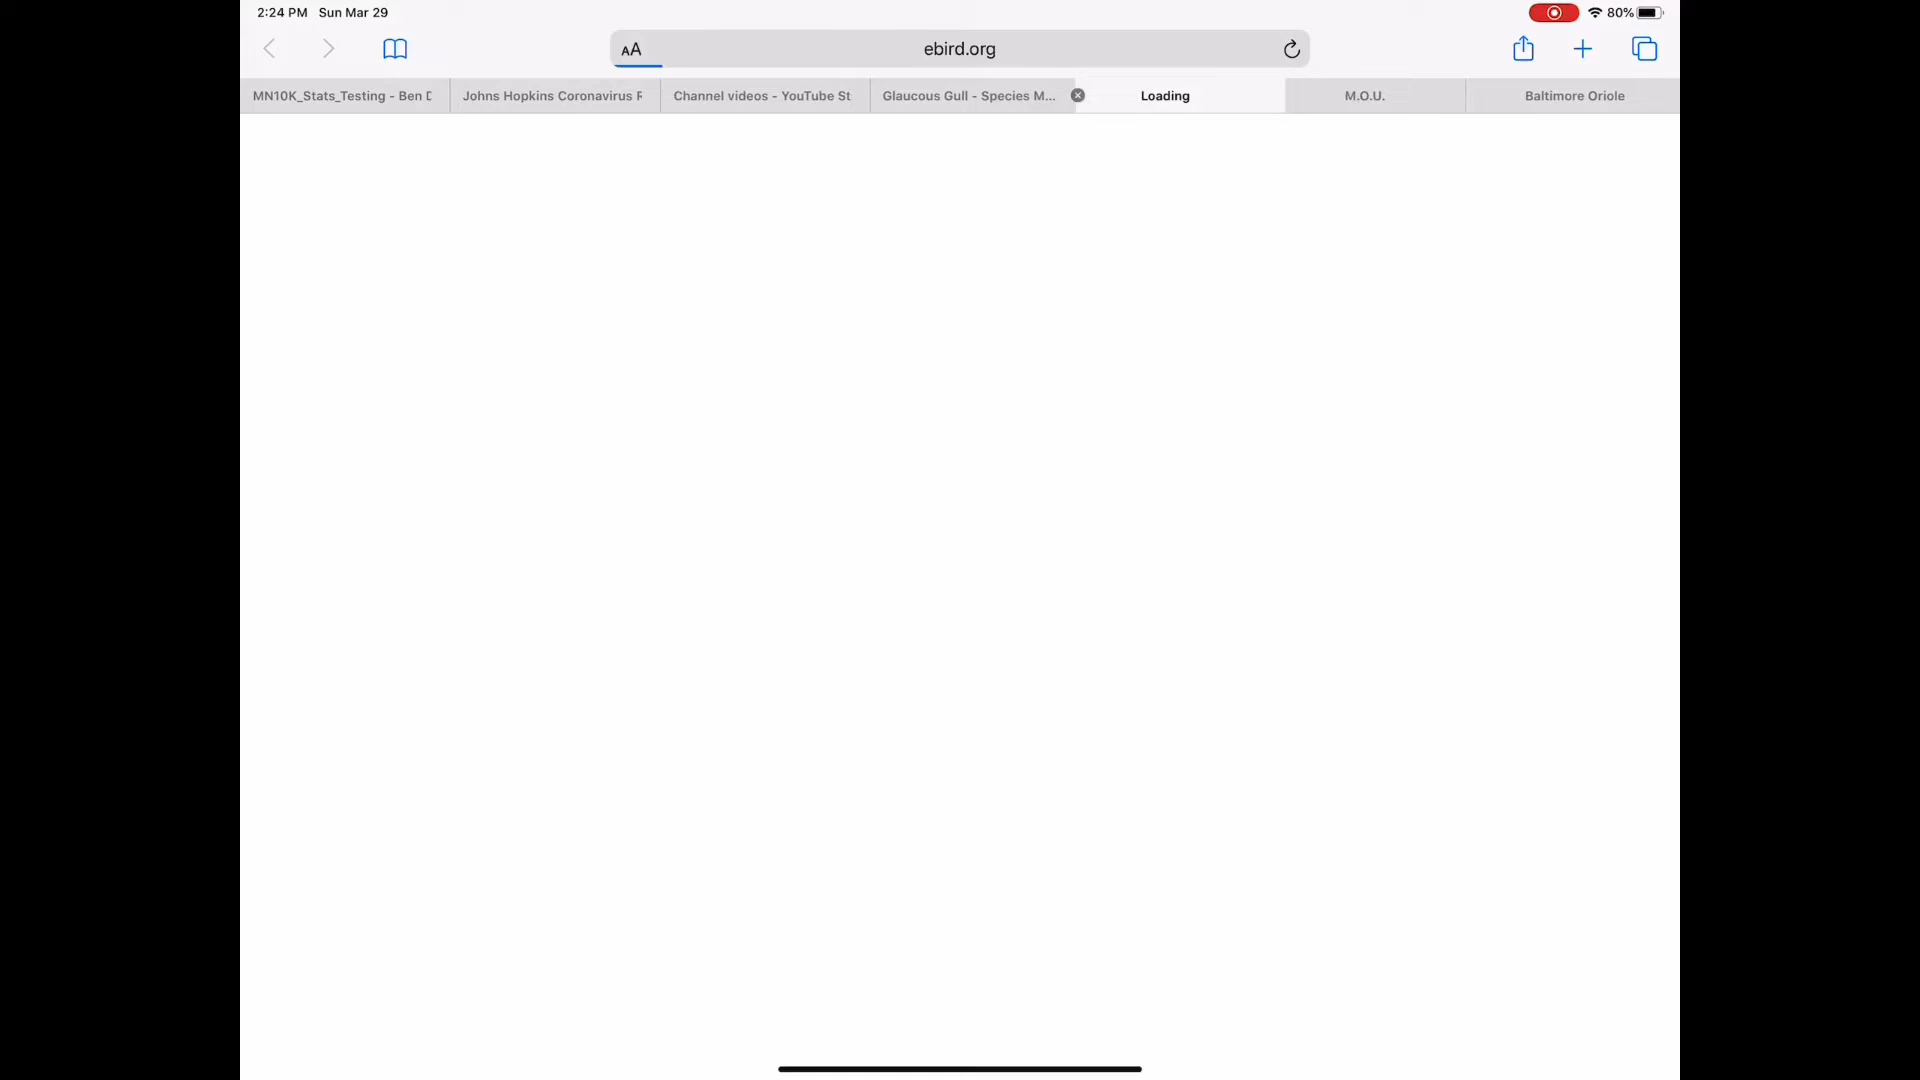 2:24 PM Sun Mar 29
80%
AA
ebird.org
MN10K_Stats_Testing - Ben
Johns Hopkins Coronavirus
Channel videos - YouTube St
Glaucous Gull - Species M...
Loading
M.O.U.
Baltimore Oriole